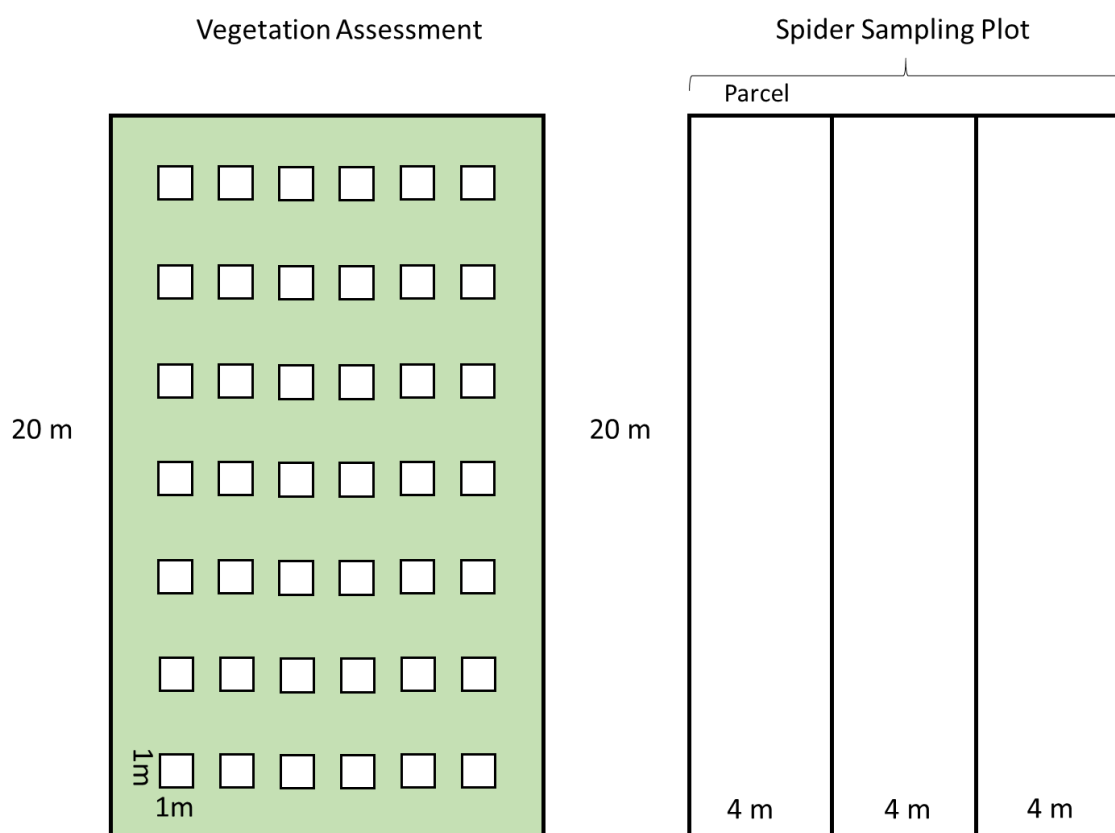 Vegetation Assessment
Spider Sampling Plot
Parcel
20 m
20 m
1m
1m
4 m
4 m
4 m